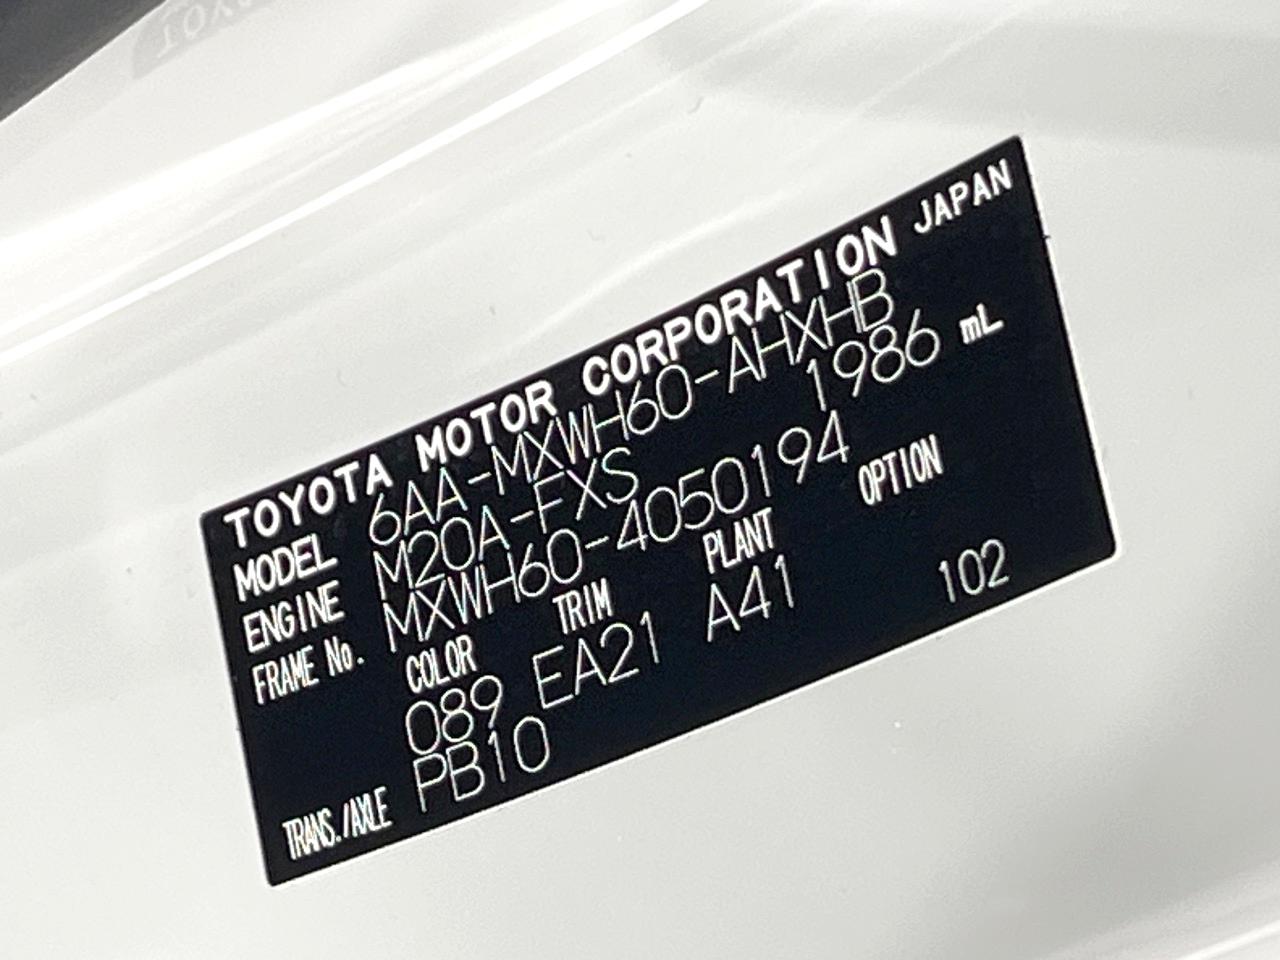 TOYOTA MOTOR CORPORATION JAPAN
MODEL 6AA-MXWH60-AHXHB
ENGINE M20A-FXS 1986 mL
FRAME No. MXWH60-4050194
COLOR TRIM PLANT OPTION
089 EA21 A41 102
TRANS./AXLE PB10